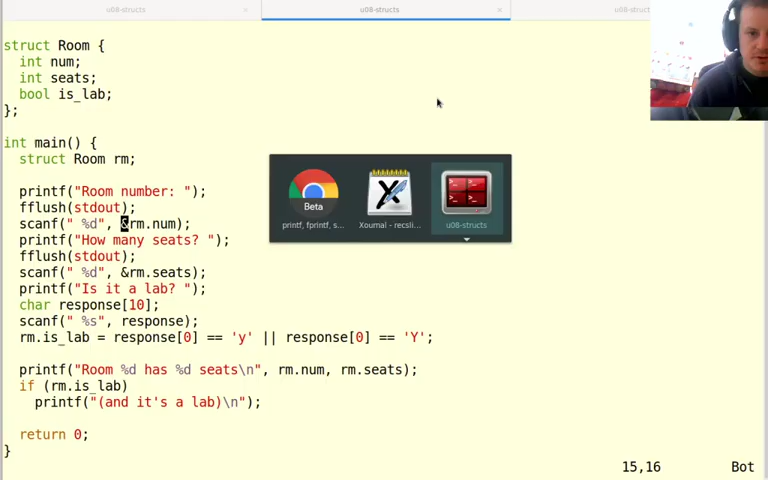 u08-structs
u08-structs
u08-struct
struct Room {
int num;
int seats;
bool is_lab;
};
int main() {
struct Room rm;
printf("Room number: ");
fflush(stdout);
scanf(" %d", &rm.num);
printf("How many seats? ");
fflush(stdout);
scanf(" %d", &rm.seats);
printf("Is it a lab? ");
char response[10];
scanf(" %s", response);
rm.is_lab = response[0] == 'y' || response[0] == 'Y';
printf("Room %d has %d seats\n", rm.num, rm.seats);
if (rm.is_lab)
printf("(and it's a lab)\n");
return 0;
}
Beta
printf, fprintf, s...
Xournal - recsli...
u08-structs
15,16
Bot